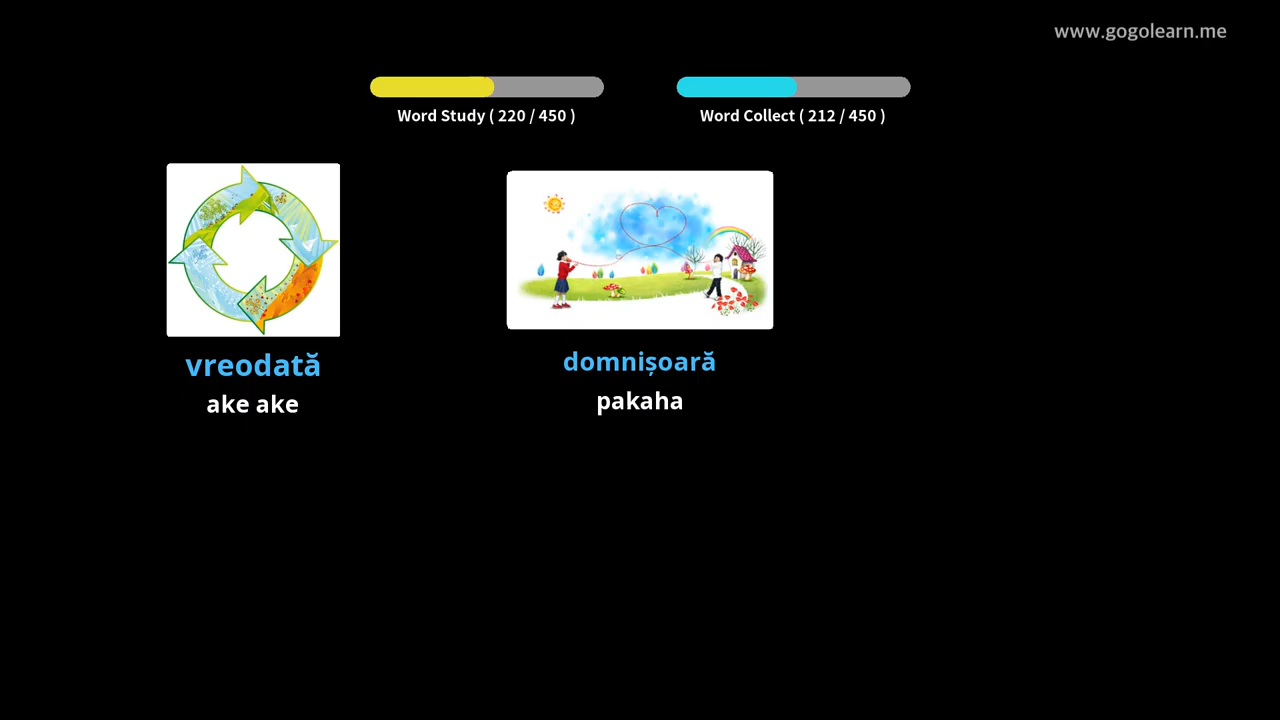 www.gogolearn.me
Word Study ( 220 / 450 )
Word Collect ( 212 / 450 )
vreodată
ake ake
domnișoară
pakaha